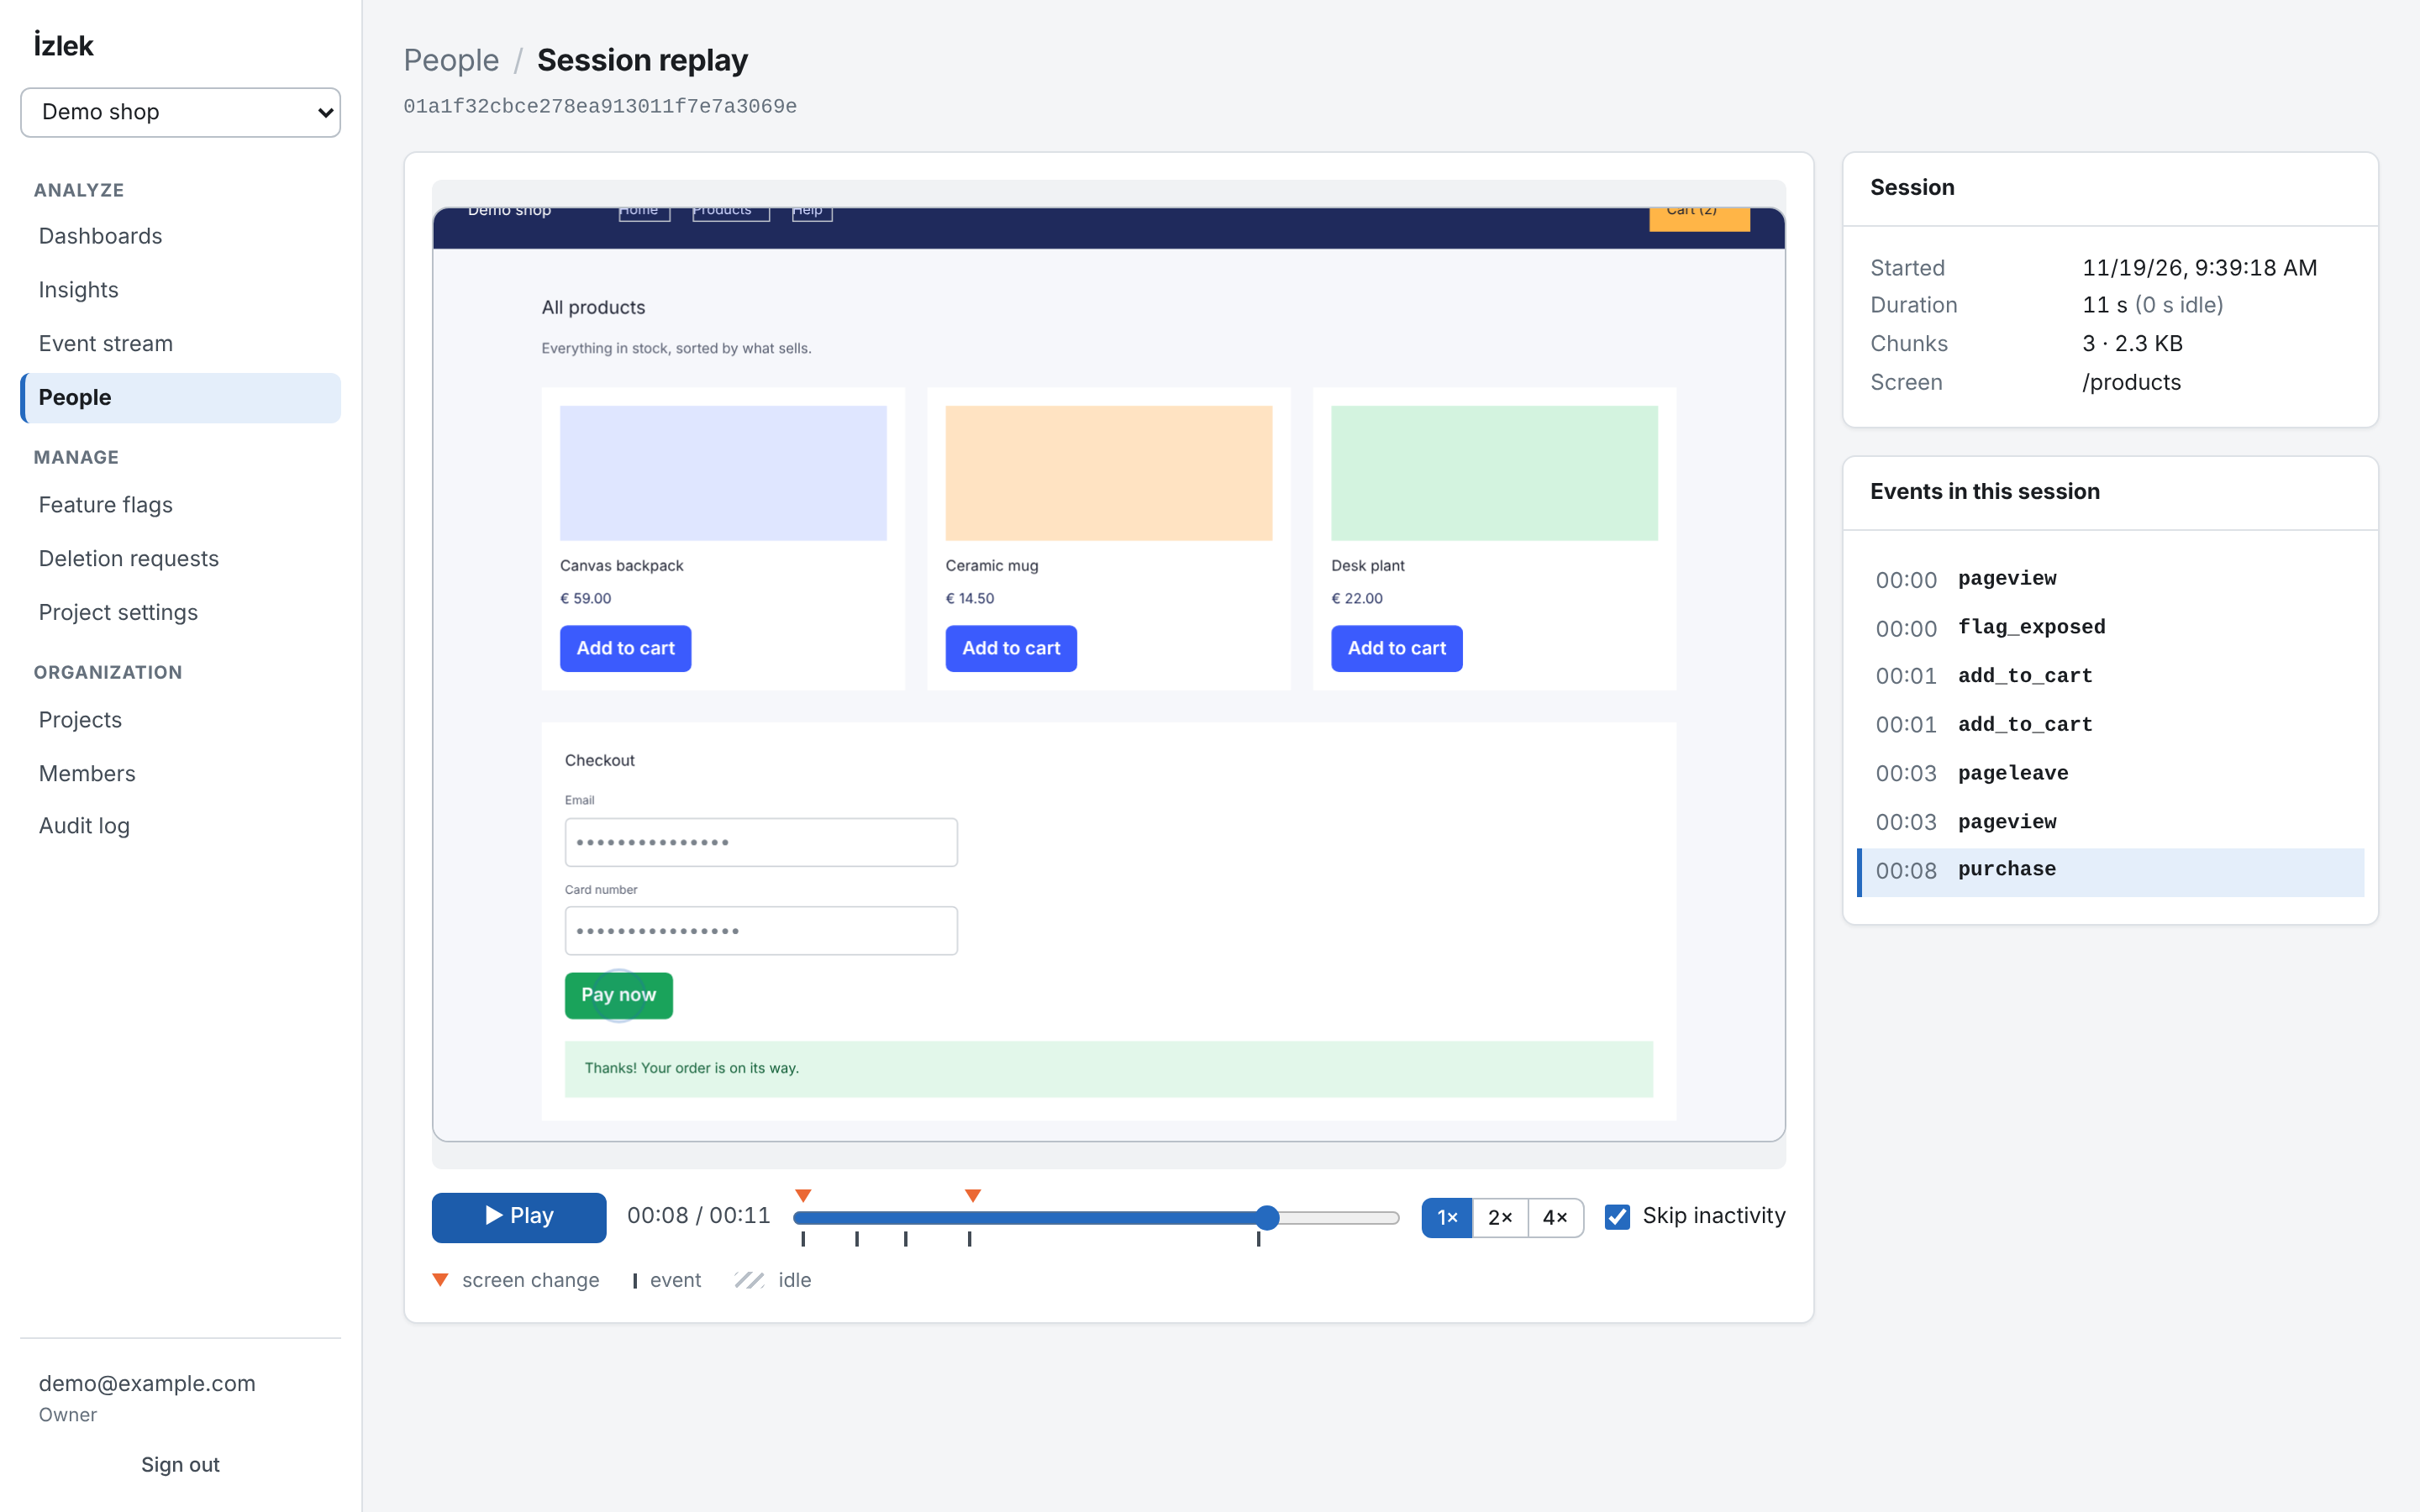 İzlek
Demo shop
ANALYZE
Dashboards
Insights
Event stream
People
MANAGE
Feature flags
Deletion requests
Project settings
ORGANIZATION
Projects
Members
Audit log
demo@example.com
Owner
Sign out
People / Session replay
01a1f32cbce278ea913011f7e7a3069e
Demo shop Home Products Help Cart (2)
All products
Everything in stock, sorted by what sells.
Canvas backpack
€ 59.00
Add to cart
Ceramic mug
€ 14.50
Add to cart
Desk plant
€ 22.00
Add to cart
Checkout
Email
•••••••••••••••
Card number
••••••••••••••••
Pay now
Thanks! Your order is on its way.
Play 00:08 / 00:11 1× 2× 4× Skip inactivity
screen change event idle
Session
Started 11/19/26, 9:39:18 AM
Duration 11 s (0 s idle)
Chunks 3 · 2.3 KB
Screen /products
Events in this session
00:00 pageview
00:00 flag_exposed
00:01 add_to_cart
00:01 add_to_cart
00:03 pageleave
00:03 pageview
00:08 purchase